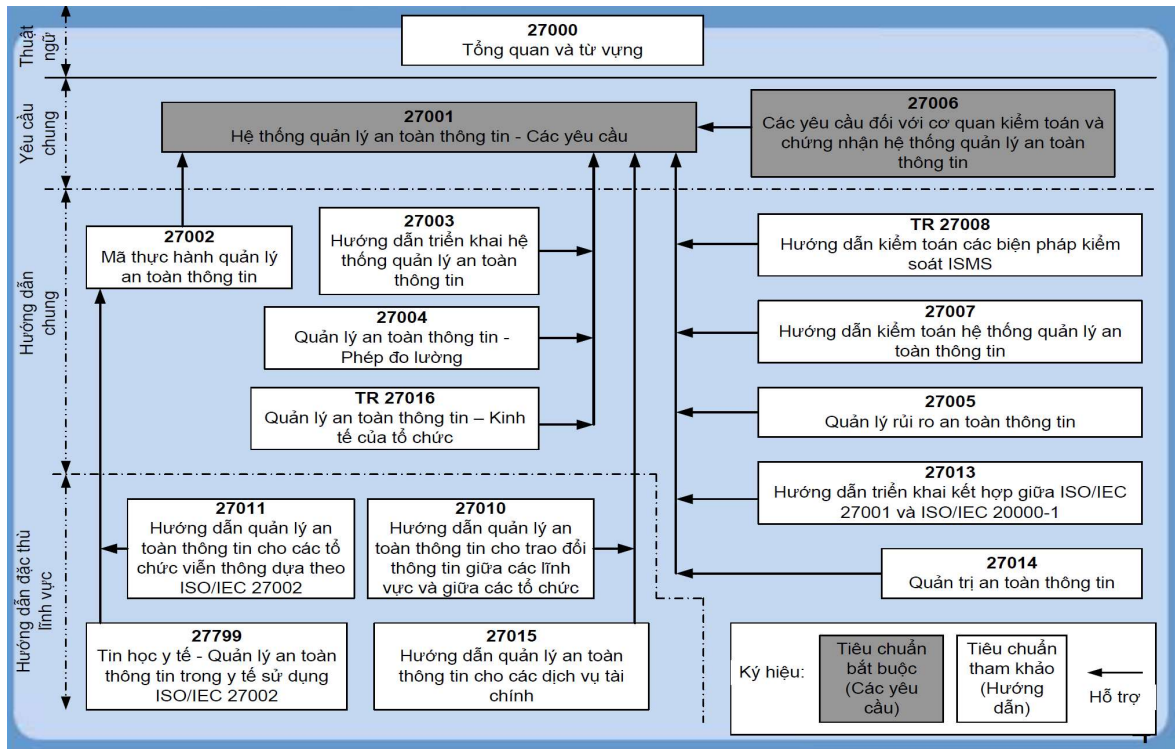 Thuật
ngữ
27000
Tổng quan và từ vựng
Yêu cầu
chung
27001
Hệ thống quản lý an toàn thông tin - Các yêu cầu
27006
Các yêu cầu đối với cơ quan kiểm toán và
chứng nhận hệ thống quản lý an toàn
thông tin
Hướng dẫn
chung
27002
Mã thực hành quản lý
an toàn thông tin
27003
Hướng dẫn triển khai hệ
thống quản lý an toàn
thông tin
27004
Quản lý an toàn thông tin -
Phép đo lường
TR 27016
Quản lý an toàn thông tin – Kinh
tế của tổ chức
TR 27008
Hướng dẫn kiểm toán các biện pháp kiểm
soát ISMS
27007
Hướng dẫn kiểm toán hệ thống quản lý an
toàn thông tin
27005
Quản lý rủi ro an toàn thông tin
27013
Hướng dẫn triển khai kết hợp giữa ISO/IEC
27001 và ISO/IEC 20000-1
27014
Quản trị an toàn thông tin
Hướng dẫn đặc thù
lĩnh vực
27011
Hướng dẫn quản lý an
toàn thông tin cho các tổ
chức viễn thông dựa theo
ISO/IEC 27002
27010
Hướng dẫn quản lý an
toàn thông tin cho trao đổi
thông tin giữa các lĩnh
vực và giữa các tổ chức
27799
Tin học y tế - Quản lý an toàn
thông tin trong y tế sử dụng
ISO/IEC 27002
27015
Hướng dẫn quản lý an toàn
thông tin cho các dịch vụ tài
chính
Ký hiệu:
Tiêu chuẩn
bắt buộc
(Các yêu
cầu)
Tiêu chuẩn
tham khảo
(Hướng
dẫn)
Hỗ trợ